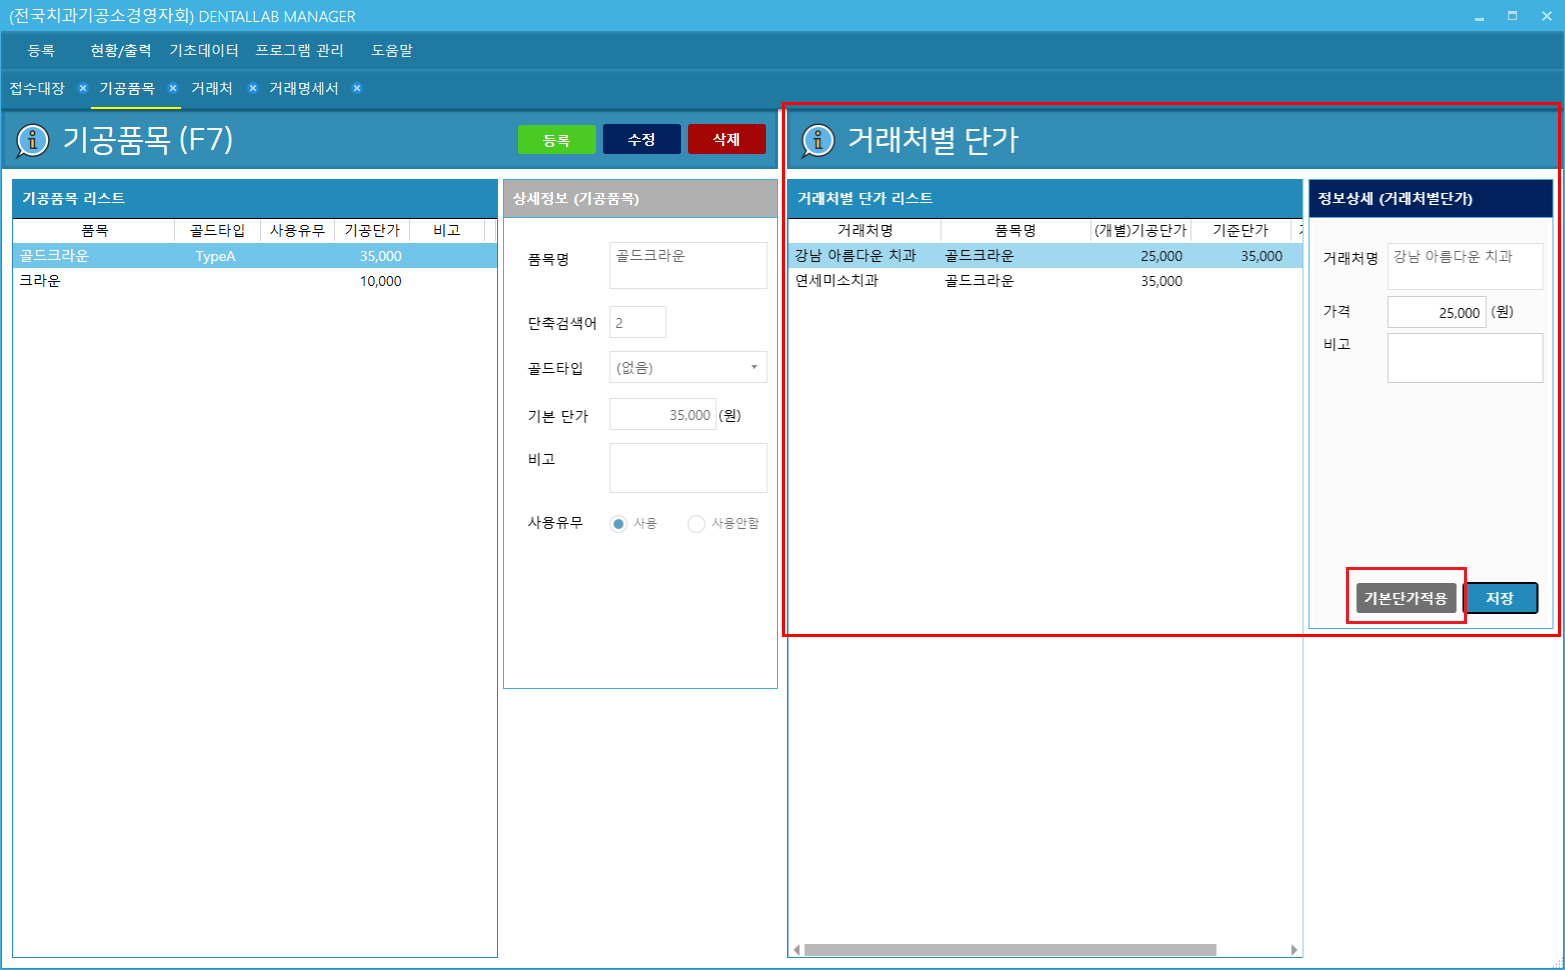 (전국치과기공소경영자회) DENTALLAB MANAGER
등록 현황/출력 기초데이터 프로그램 관리 도움말
접수대장 기공품목 거래처 거래명세서
기공품목 (F7) 등록 수정 삭제
거래처별 단가
기공품목 리스트
품목 골드타입 사용유무 기공단가 비고
골드크라운 TypeA 35,000
크라운 10,000
상세정보 (기공품목)
품목명 골드크라운
단축검색어 2
골드타입 (없음)
기본 단가 35,000 (원)
비고
사용유무 사용 사용안함
거래처별 단가 리스트
거래처명 품목명 (개별)기공단가 기준단가
강남 아름다운 치과 골드크라운 25,000 35,000
연세미소치과 골드크라운 35,000
정보상세 (거래처별단가)
거래처명 강남 아름다운 치과
가격 25,000 (원)
비고
기본단가적용 저장